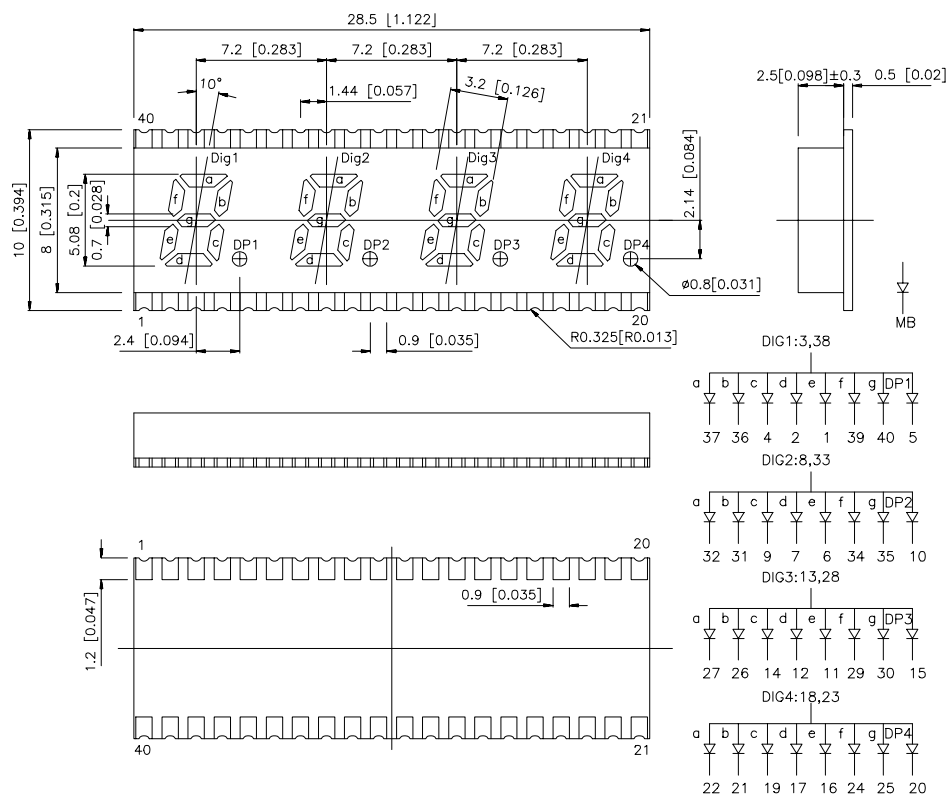 28.5 [1.122]
7.2 [0.283] 7.2 [0.283] 7.2 [0.283]
10° 1.44 [0.057] 3.2 [0.126]
2.5[0.098]±0.3 0.5 [0.02]
40 21
Dig1 Dig2 Dig3 Dig4
a a a a
f b f b f b f b
g g g g
e c e c e c e c
d d d d
DP1 DP2 DP3 DP4
10 [0.394]
8 [0.315]
5.08 [0.2]
0.7 [0.028]
2.14 [0.084]
ø0.8[0.031]
1 20
2.4 [0.094] 0.9 [0.035] R0.325[R0.013]
MB
DIG1:3,38
a b c d e f g DP1
37 36 4 2 1 39 40 5
DIG2:8,33
a b c d e f g DP2
32 31 9 7 6 34 35 10
DIG3:13,28
a b c d e f g DP3
27 26 14 12 11 29 30 15
DIG4:18,23
a b c d e f g DP4
22 21 19 17 16 24 25 20
1 20
1.2 [0.047]
0.9 [0.035]
40 21